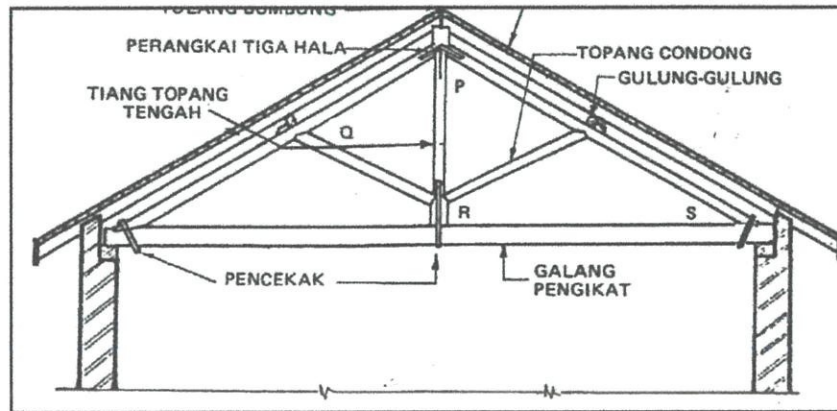 PERANGKAI TIGA HALA
TOPANG CONDONG
GULUNG-GULUNG
TIANG TOPANG
TENGAH
P
Q
R
S
PENCEKAK
GALANG
PENGIKAT